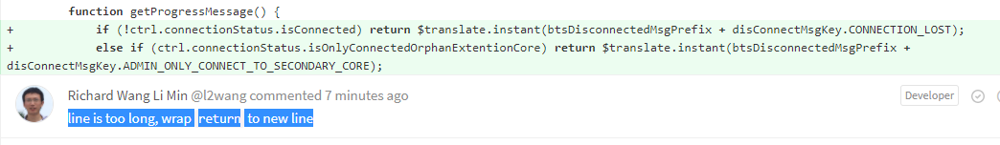 function getProgressMessage() {
+ if (!ctrl.connectionStatus.isConnected) return $translate.instant(btsDisconnectedMsgPrefix + disConnectMsgKey.CONNECTION_LOST);
+ else if (ctrl.connectionStatus.isOnlyConnectedOrphanExtentionCore) return $translate.instant(btsDisconnectedMsgPrefix +
disConnectMsgKey.ADMIN_ONLY_CONNECT_TO_SECONDARY_CORE);
Richard Wang Li Min @l2wang commented 7 minutes ago
Developer
line is too long, wrap return to new line